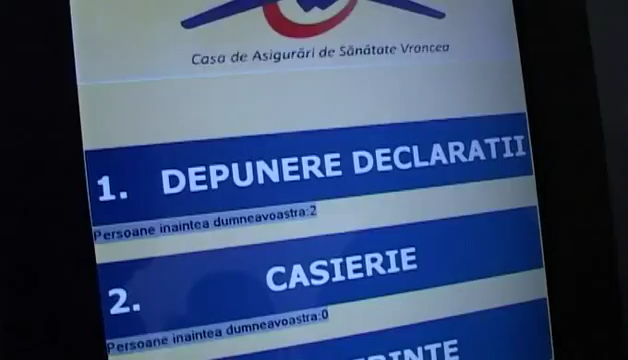 Casa de Asigurări de Sănătate Vrancea
1. DEPUNERE DECLARATII
Persoane inaintea dumneavoastra:2
2. CASIERIE
Persoane inaintea dumneavoastra:0